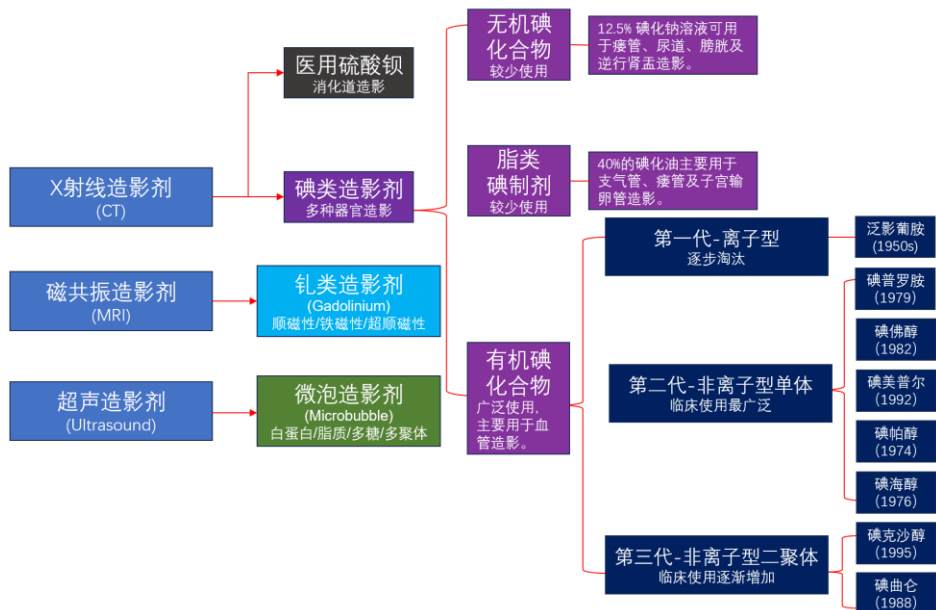 X射线造影剂
(CT)
磁共振造影剂
(MRI)
超声造影剂
(Ultrasound)
医用硫酸钡
消化道造影
碘类造影剂
多种器官造影
钆类造影剂
(Gadolinium)
顺磁性/铁磁性/超顺磁性
微泡造影剂
(Microbubble)
白蛋白/脂质/多糖/多聚体
无机碘
化合物
较少使用
12.5% 碘化钠溶液可用
于瘘管、尿道、膀胱及
逆行肾盂造影。
脂类
碘制剂
较少使用
40%的碘化油主要用于
支气管、瘘管及子宫输
卵管造影。
有机碘
化合物
广泛使用,
主要用于血
管造影。
第一代-离子型
逐步淘汰
泛影葡胺
(1950s)
第二代-非离子型单体
临床使用最广泛
碘普罗胺
(1979)
碘佛醇
(1982)
碘美普尔
(1992)
碘帕醇
(1974)
碘海醇
(1976)
第三代-非离子型二聚体
临床使用逐渐增加
碘克沙醇
(1995)
碘曲仑
(1988)